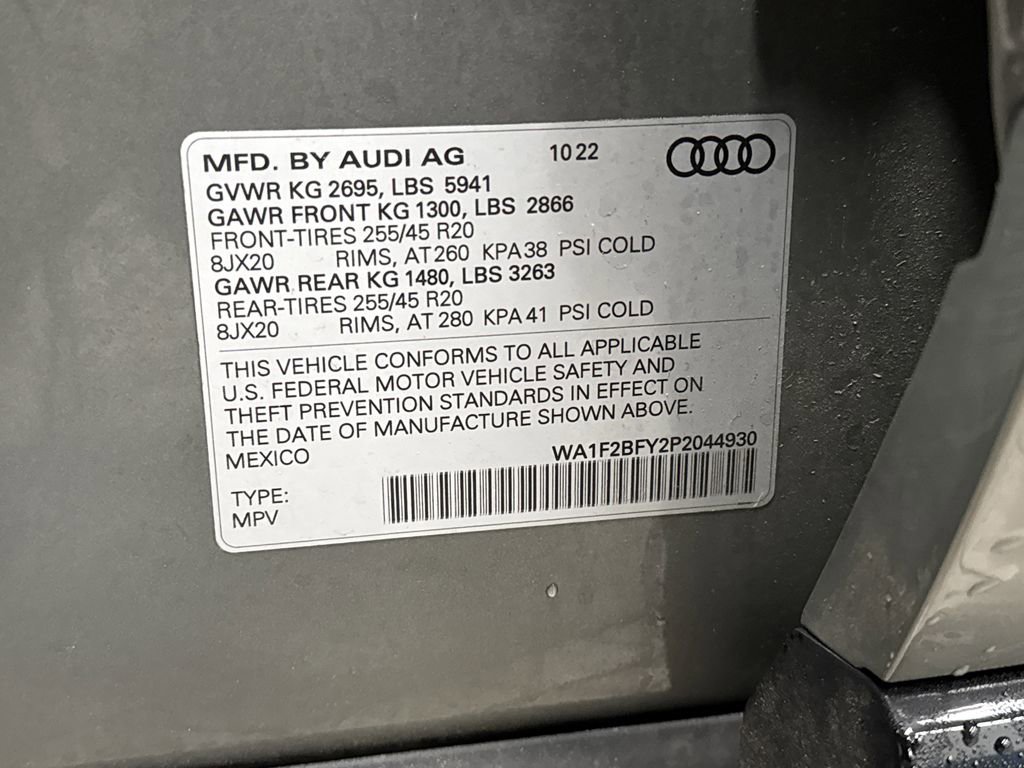 MFD. BY AUDI AG 10 22
GVWR KG 2695, LBS 5941
GAWR FRONT KG 1300, LBS 2866
FRONT-TIRES 255/45 R20
8JX20 RIMS, AT 260 KPA 38 PSI COLD
GAWR REAR KG 1480, LBS 3263
REAR-TIRES 255/45 R20
8JX20 RIMS, AT 280 KPA 41 PSI COLD
THIS VEHICLE CONFORMS TO ALL APPLICABLE
U.S. FEDERAL MOTOR VEHICLE SAFETY AND
THEFT PREVENTION STANDARDS IN EFFECT ON
THE DATE OF MANUFACTURE SHOWN ABOVE.
MEXICO WA1F2BFY2P2044930
TYPE:
MPV